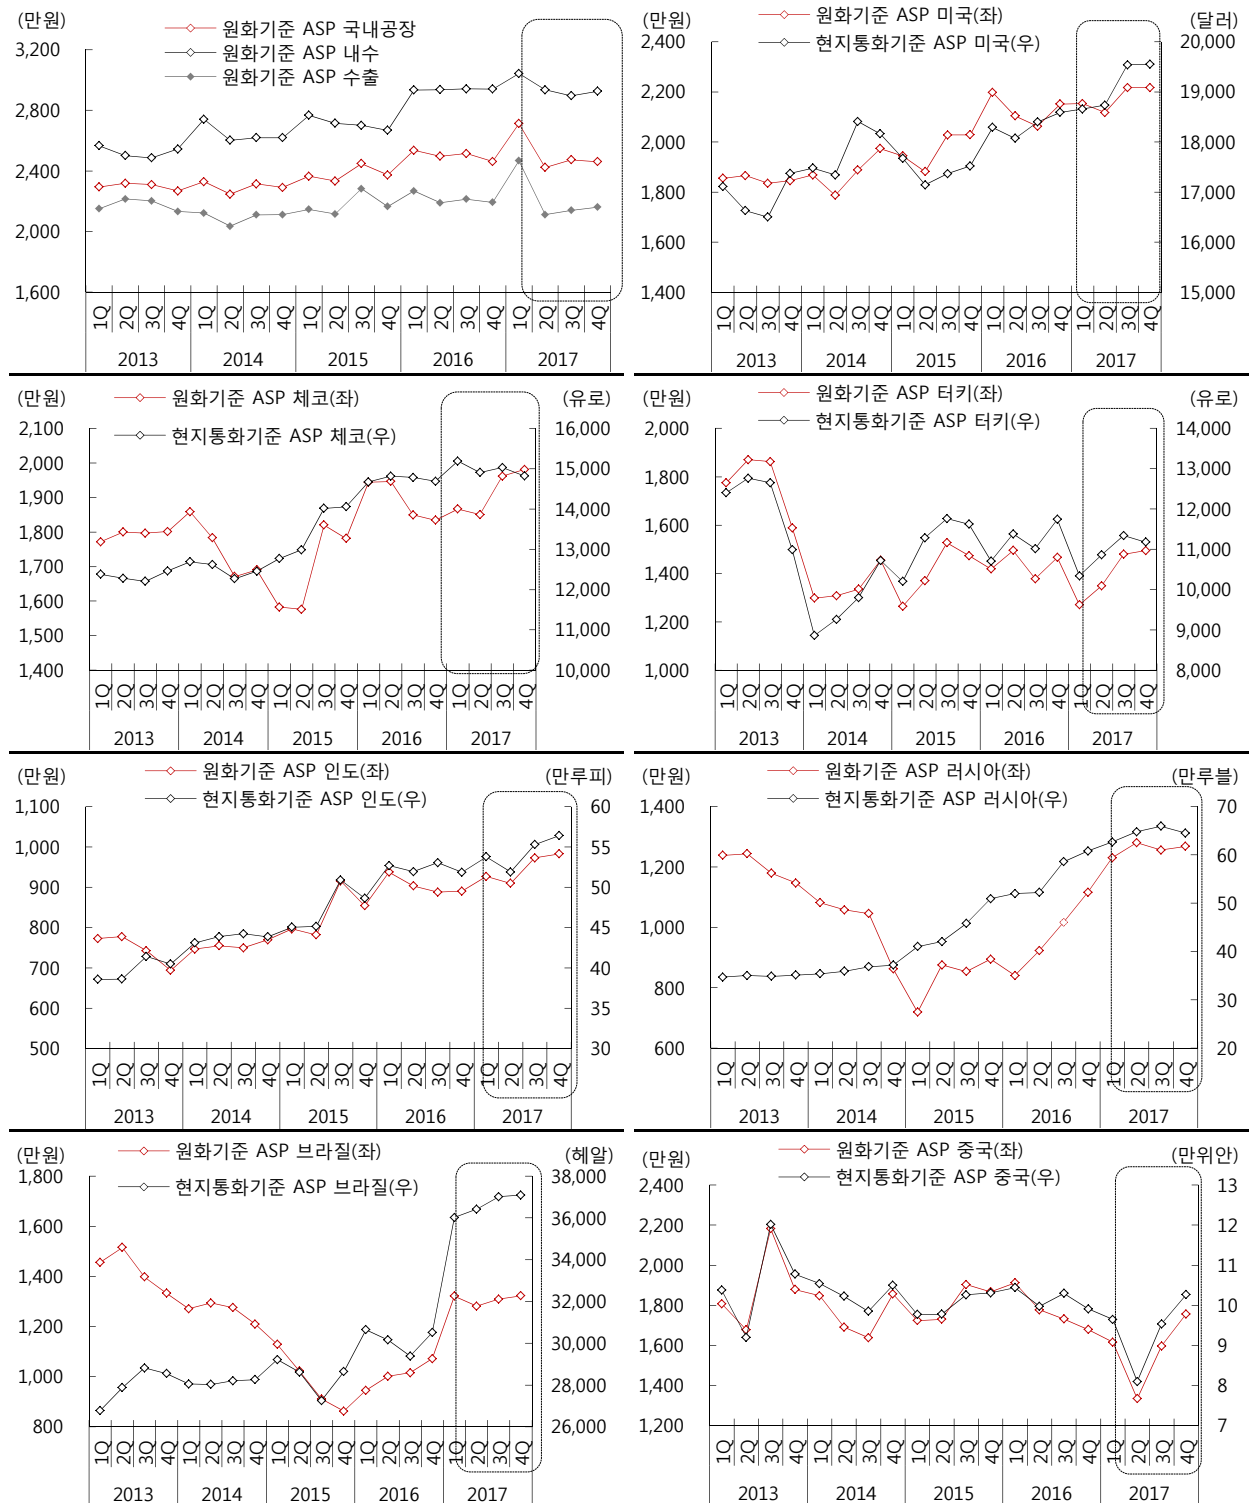 (만원)
원화기준 ASP 국내공장
원화기준 ASP 내수
원화기준 ASP 수출
3,200
2,800
2,400
2,000
1,600
1Q 2Q 3Q 4Q 1Q 2Q 3Q 4Q 1Q 2Q 3Q 4Q 1Q 2Q 3Q 4Q 1Q 2Q 3Q 4Q
2013 2014 2015 2016 2017
(만원)
원화기준 ASP 미국(좌)
현지통화기준 ASP 미국(우)
(달러)
2,400
2,200
2,000
1,800
1,600
1,400
20,000
19,000
18,000
17,000
16,000
15,000
1Q 2Q 3Q 4Q 1Q 2Q 3Q 4Q 1Q 2Q 3Q 4Q 1Q 2Q 3Q 4Q 1Q 2Q 3Q 4Q
2013 2014 2015 2016 2017
(만원)
원화기준 ASP 체코(좌)
현지통화기준 ASP 체코(우)
(유로)
2,100
2,000
1,900
1,800
1,700
1,600
1,500
1,400
16,000
15,000
14,000
13,000
12,000
11,000
10,000
1Q 2Q 3Q 4Q 1Q 2Q 3Q 4Q 1Q 2Q 3Q 4Q 1Q 2Q 3Q 4Q 1Q 2Q 3Q 4Q
2013 2014 2015 2016 2017
(만원)
원화기준 ASP 터키(좌)
현지통화기준 ASP 터키(우)
(유로)
2,000
1,800
1,600
1,400
1,200
1,000
14,000
13,000
12,000
11,000
10,000
9,000
8,000
1Q 2Q 3Q 4Q 1Q 2Q 3Q 4Q 1Q 2Q 3Q 4Q 1Q 2Q 3Q 4Q 1Q 2Q 3Q 4Q
2013 2014 2015 2016 2017
(만원)
원화기준 ASP 인도(좌)
현지통화기준 ASP 인도(우)
(만루피)
1,100
1,000
900
800
700
600
500
60
55
50
45
40
35
30
1Q 2Q 3Q 4Q 1Q 2Q 3Q 4Q 1Q 2Q 3Q 4Q 1Q 2Q 3Q 4Q 1Q 2Q 3Q 4Q
2013 2014 2015 2016 2017
(만원)
원화기준 ASP 러시아(좌)
현지통화기준 ASP 러시아(우)
(만루블)
1,400
1,200
1,000
800
600
70
60
50
40
30
20
1Q 2Q 3Q 4Q 1Q 2Q 3Q 4Q 1Q 2Q 3Q 4Q 1Q 2Q 3Q 4Q 1Q 2Q 3Q 4Q
2013 2014 2015 2016 2017
(만원)
원화기준 ASP 브라질(좌)
현지통화기준 ASP 브라질(우)
(헤알)
1,800
1,600
1,400
1,200
1,000
800
38,000
36,000
34,000
32,000
30,000
28,000
26,000
1Q 2Q 3Q 4Q 1Q 2Q 3Q 4Q 1Q 2Q 3Q 4Q 1Q 2Q 3Q 4Q 1Q 2Q 3Q 4Q
2013 2014 2015 2016 2017
(만원)
원화기준 ASP 중국(좌)
현지통화기준 ASP 중국(우)
(만위안)
2,400
2,200
2,000
1,800
1,600
1,400
1,200
13
12
11
10
9
8
7
1Q 2Q 3Q 4Q 1Q 2Q 3Q 4Q 1Q 2Q 3Q 4Q 1Q 2Q 3Q 4Q 1Q 2Q 3Q 4Q
2013 2014 2015 2016 2017